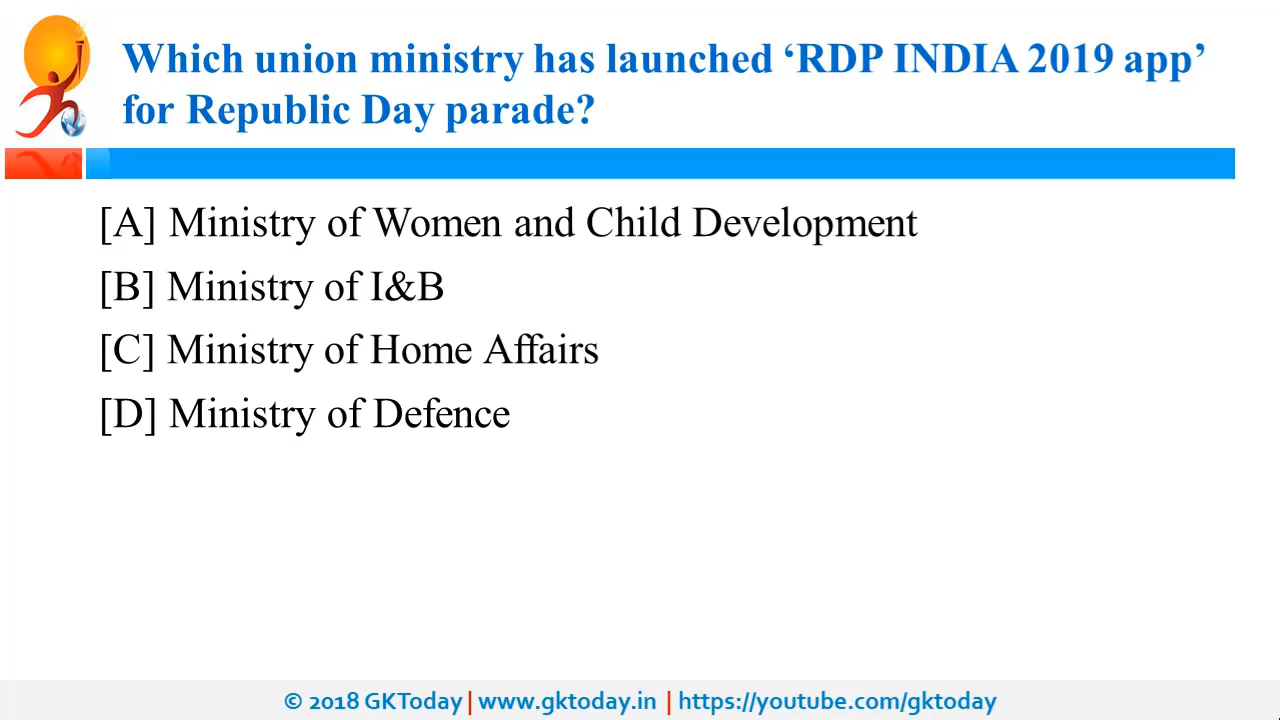 Which union ministry has launched ‘RDP INDIA 2019 app’
for Republic Day parade?
[A] Ministry of Women and Child Development
[B] Ministry of I&B
[C] Ministry of Home Affairs
[D] Ministry of Defence
© 2018 GKToday | www.gktoday.in | https://youtube.com/gktoday